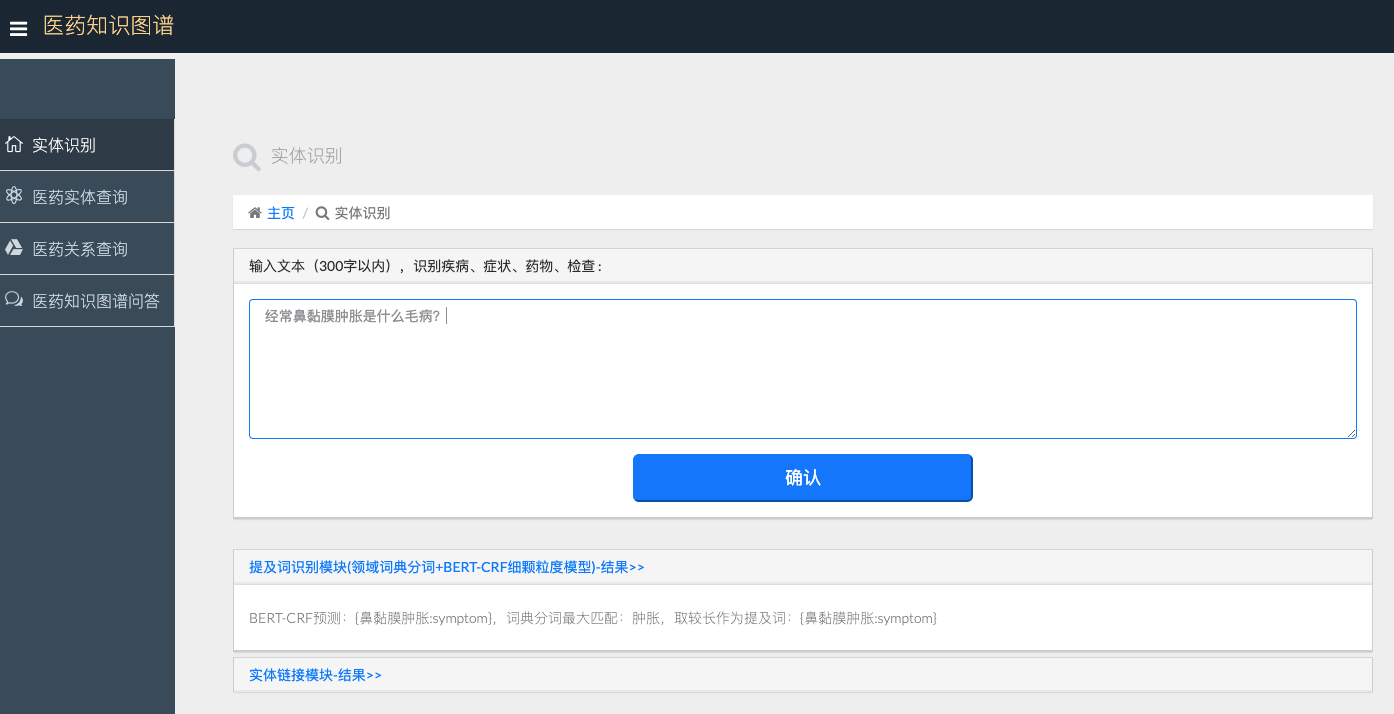 医药知识图谱
实体识别
医药实体查询
医药关系查询
医药知识图谱问答
实体识别
主页 / 实体识别
输入文本（300字以内），识别疾病、症状、药物、检查：
经常鼻黏膜肿胀是什么毛病？
确认
提及词识别模块(领域词典分词+BERT-CRF细颗粒度模型)-结果>>
BERT-CRF预测：{鼻黏膜肿胀:symptom}，词典分词最大匹配：肿胀，取较长作为提及词：{鼻黏膜肿胀:symptom}
实体链接模块-结果>>